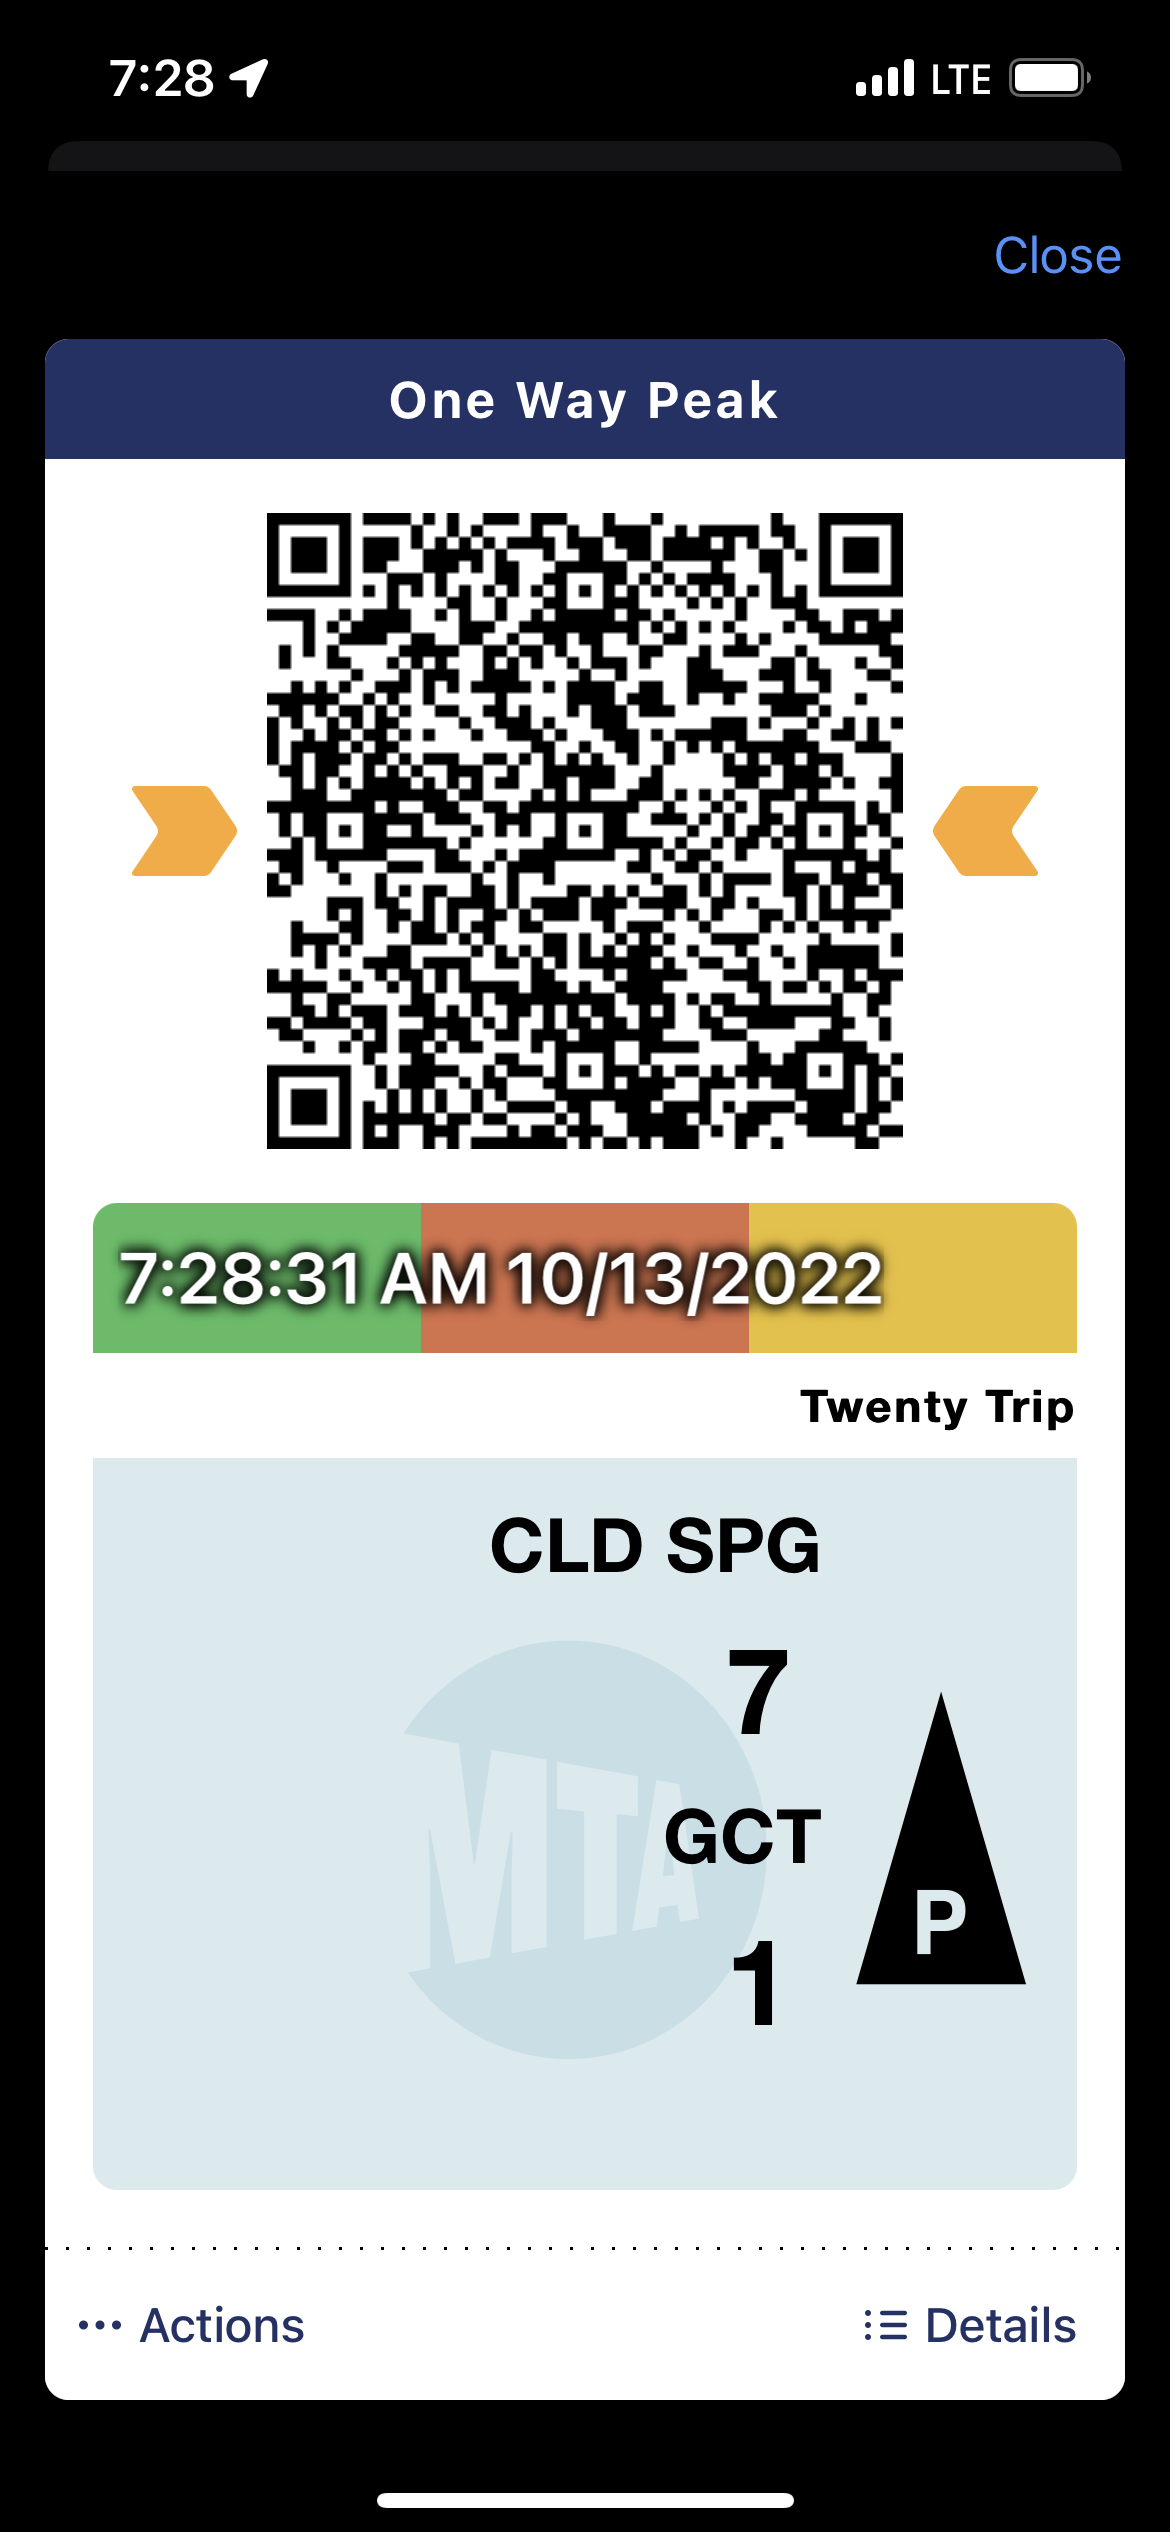 7:28 LTE
Close
One Way Peak
7:28:31 AM 10/13/2022
Twenty Trip
CLD SPG
7
MTA
GCT
P
1
Actions
Details